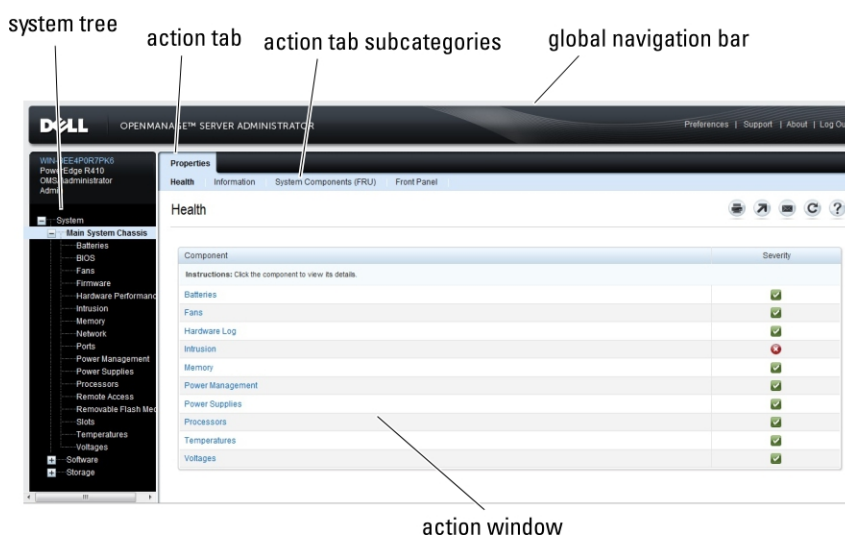 system tree
action tab
action tab subcategories
global navigation bar
DELL OPENMANAGE™ SERVER ADMINISTRATOR
Preferences | Support | About | Log Ou
PowerEdge R410
Admin
Properties
Health Information System Components (FRU) Front Panel
Health
System
Main System Chassis
Batteries
BIOS
Fans
Firmware
Hardware Performanc
Intrusion
Memory
Network
Ports
Power Management
Power Supplies
Processors
Remote Access
Removable Flash Med
Slots
Temperatures
Voltages
Software
Storage
Component Severity
Instructions: Click the component to view its details.
Batteries
Fans
Hardware Log
Intrusion
Memory
Power Management
Power Supplies
Processors
Temperatures
Voltages
action window